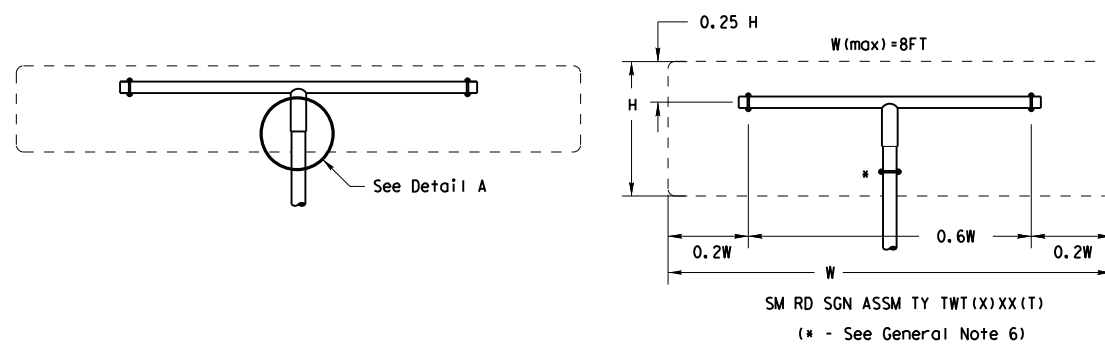 0.25 H
W(max)=8FT
H
See Detail A
*
0.2W
0.6W
0.2W
W
SM RD SGN ASSM TY TWT(X)XX(T)
(* - See General Note 6)